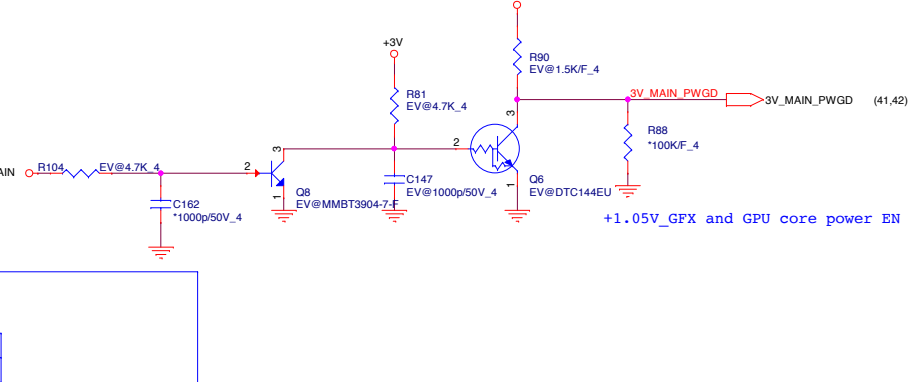 +3V
R90
EV@1.5K/F_4
R81
EV@4.7K_4
3V_MAIN_PWGD
3V_MAIN_PWGD (41,42)
3
2
1
R88
*100K/F_4
AIN
R104
EV@4.7K_4
2
3
1
C162
*1000p/50V_4
Q8
EV@MMBT3904-7-F
C147
EV@1000p/50V_4
Q6
EV@DTC144EU
+1.05V_GFX and GPU core power EN